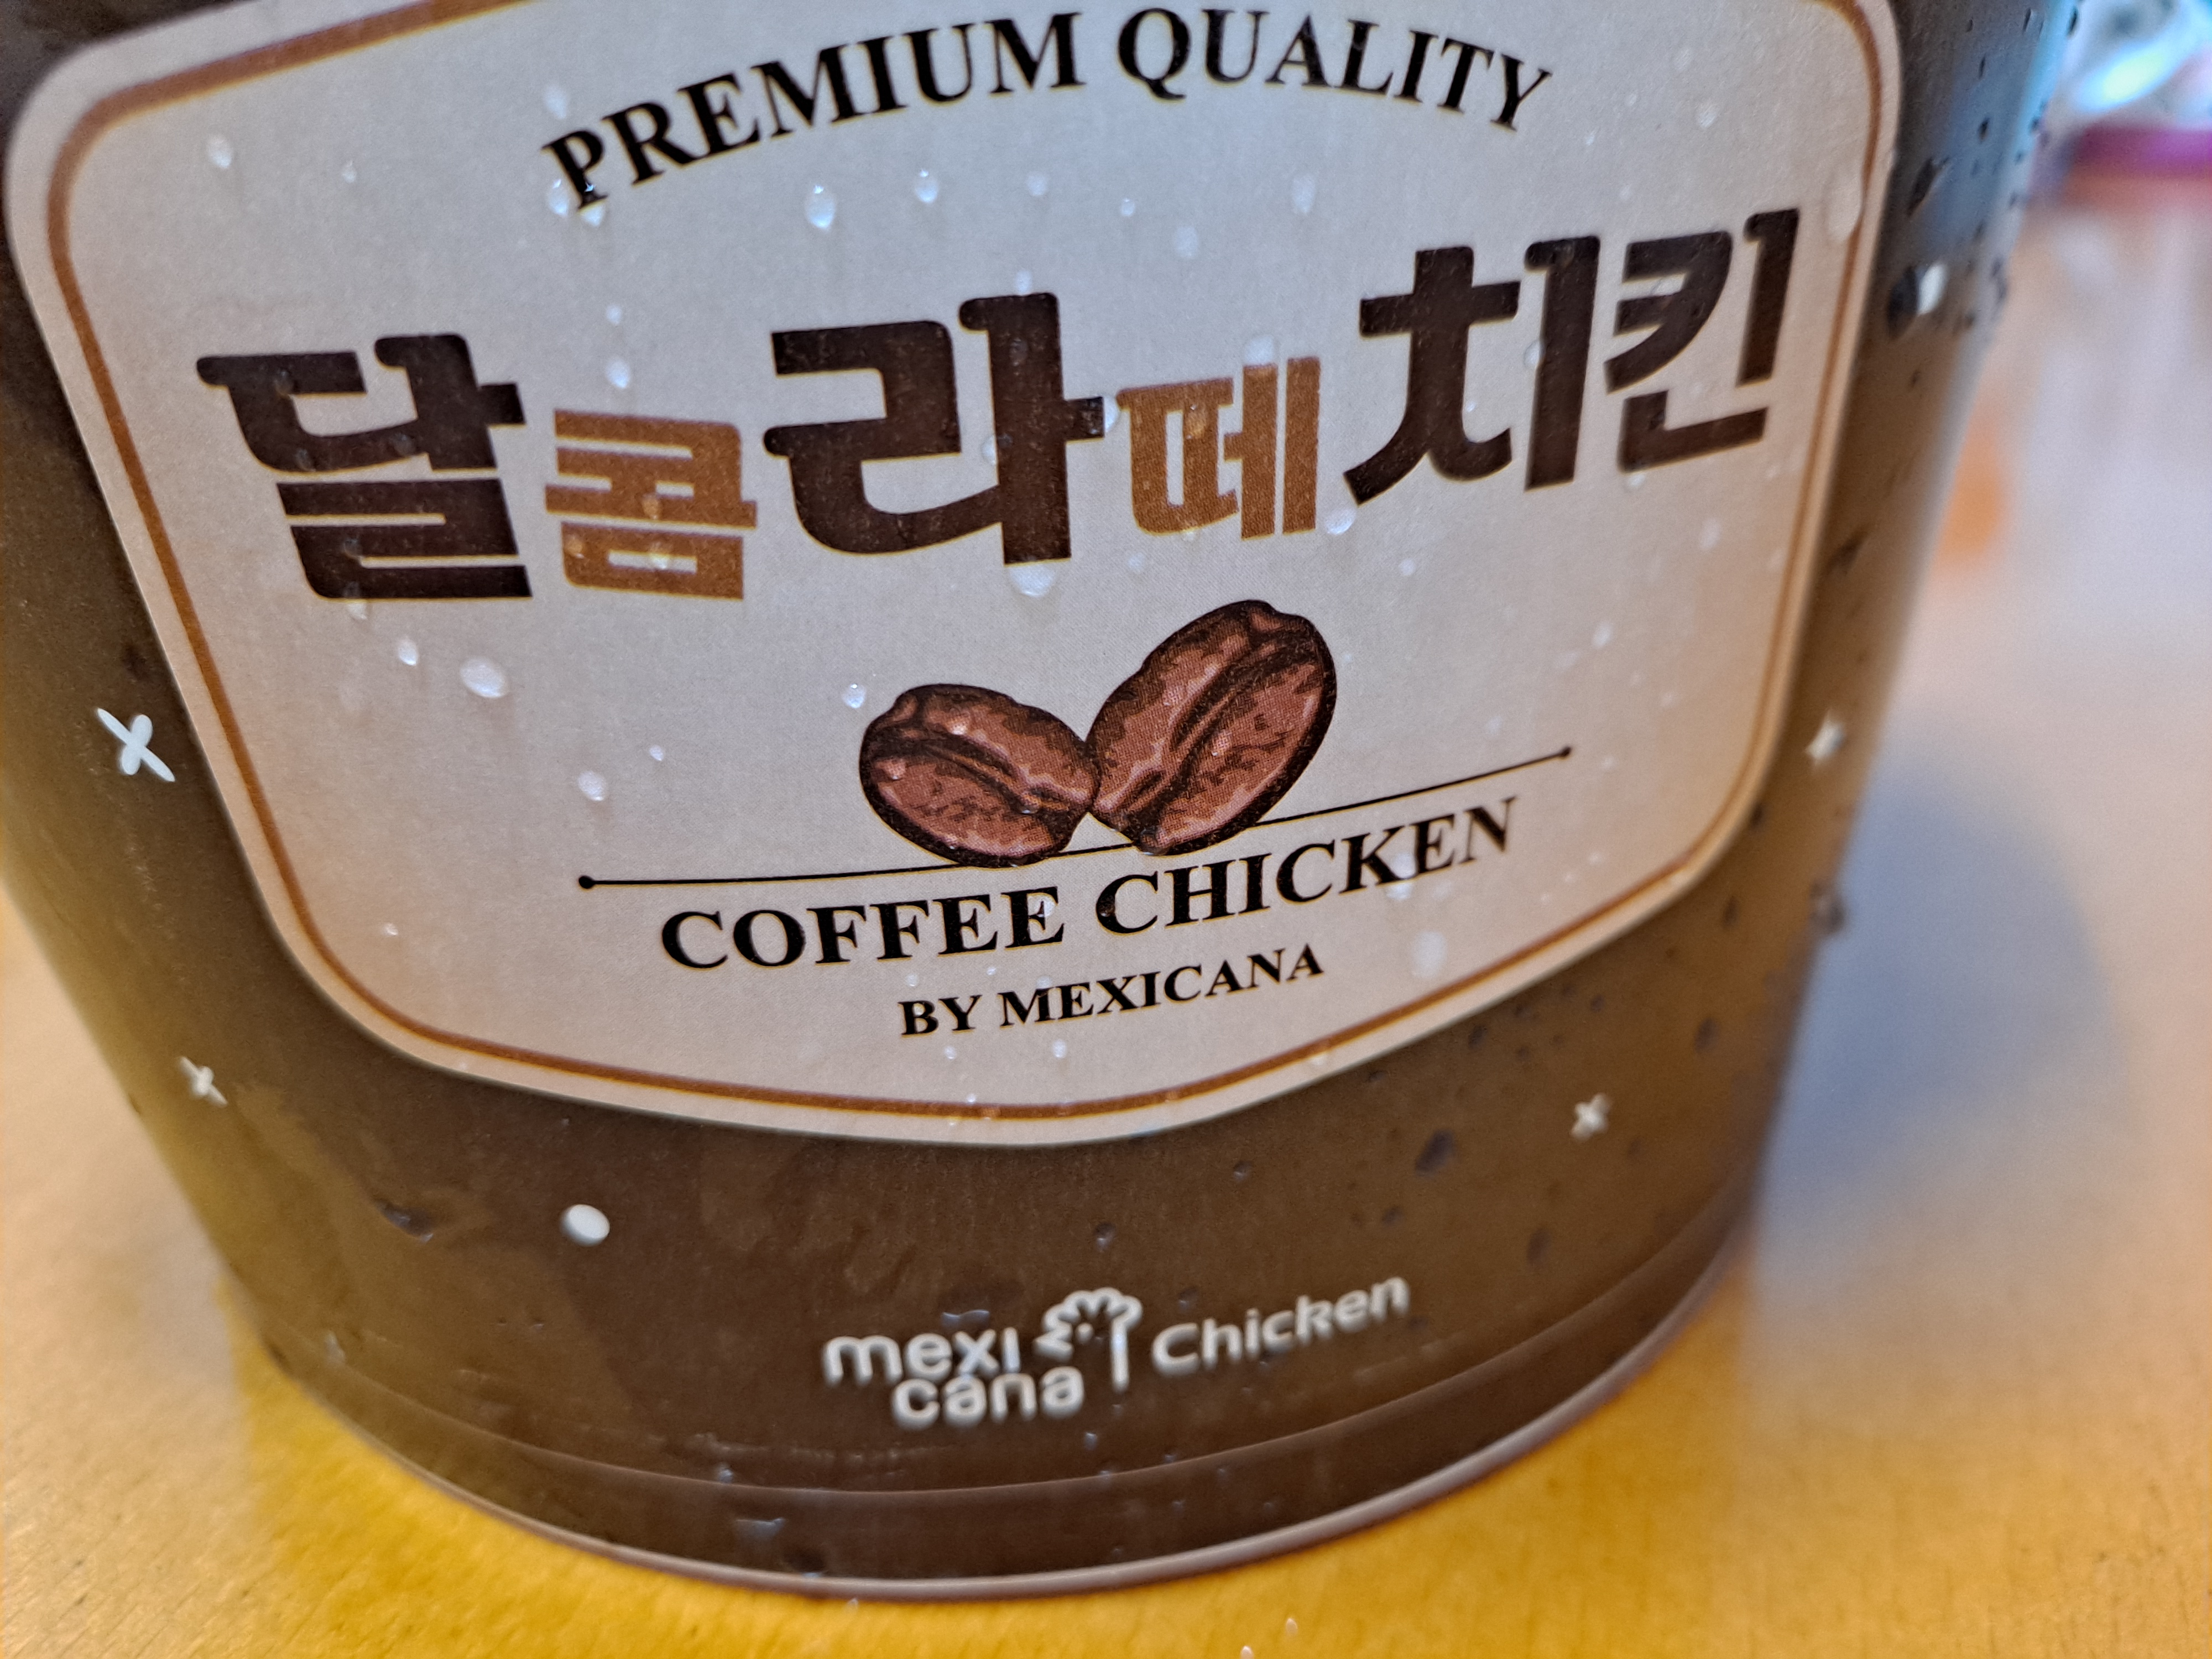 PREMIUM QUALITY
달콤라떼치킨
COFFEE CHICKEN
BY MEXICANA
mexi
cana Chicken